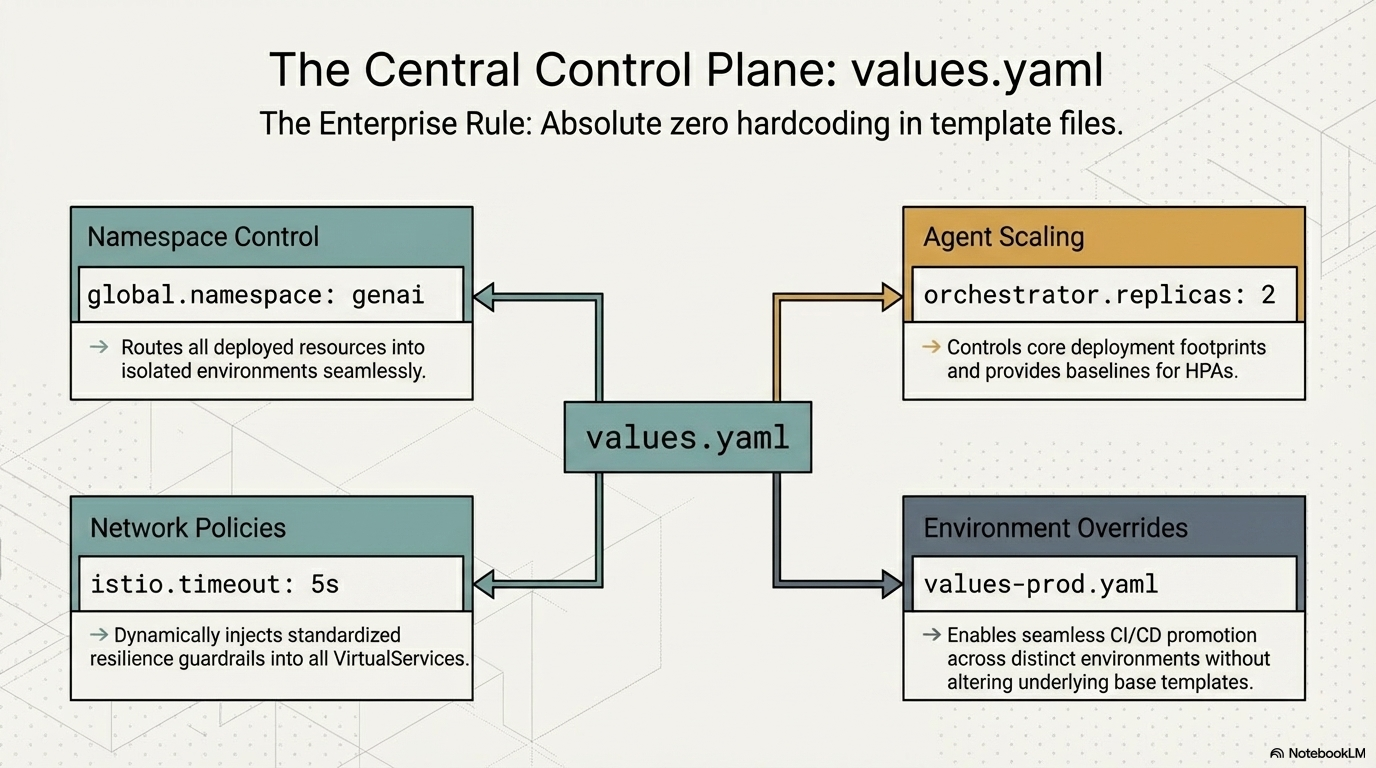 The Central Control Plane: values.yaml
The Enterprise Rule: Absolute zero hardcoding in template files.
Namespace Control
global.namespace: genai
→ Routes all deployed resources into
isolated environments seamlessly.
Agent Scaling
orchestrator.replicas: 2
→ Controls core deployment footprints
and provides baselines for HPAs.
values.yaml
Network Policies
istio.timeout: 5s
→ Dynamically injects standardized
resilience guardrails into all VirtualServices.
Environment Overrides
values-prod.yaml
→ Enables seamless CI/CD promotion
across distinct environments without
altering underlying base templates.
NotebookLM